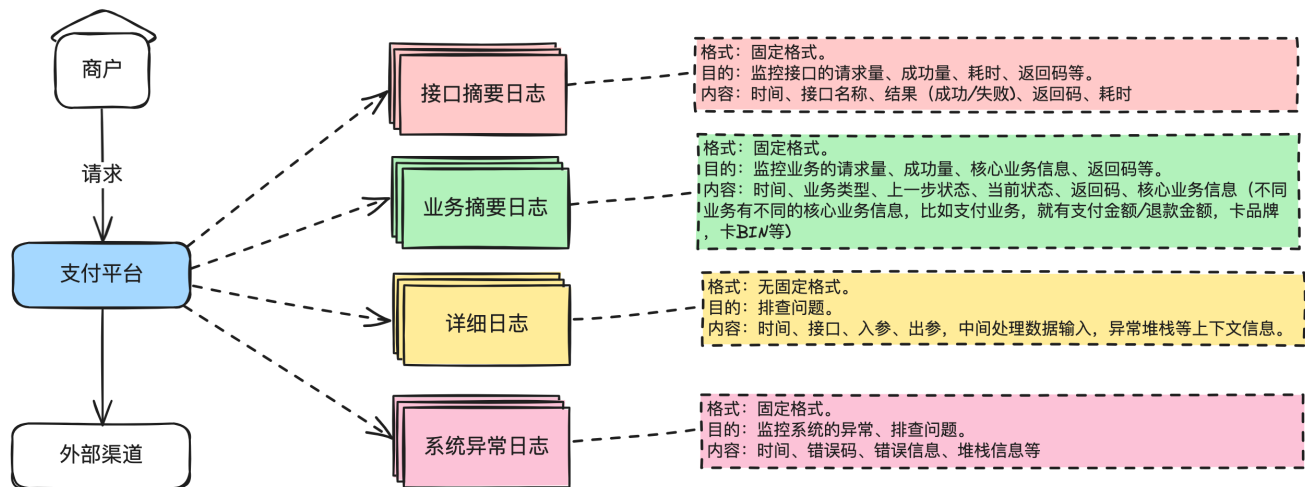 商户
请求
支付平台
外部渠道
接口摘要日志
格式：固定格式。
目的：监控接口的请求量、成功量、耗时、返回码等。
内容：时间、接口名称、结果（成功/失败）、返回码、耗时
业务摘要日志
格式：固定格式。
目的：监控业务的请求量、成功量、核心业务信息、返回码等。
内容：时间、业务类型、上一步状态、当前状态、返回码、核心业务信息（不同
业务有不同的核心业务信息，比如支付业务，就有支付金额/退款金额，卡品牌
，卡BIN等）
详细日志
格式：无固定格式。
目的：排查问题。
内容：时间、接口、入参、出参，中间处理数据输入，异常堆栈等上下文信息。
系统异常日志
格式：固定格式。
目的：监控系统的异常、排查问题。
内容：时间、错误码、错误信息、堆栈信息等